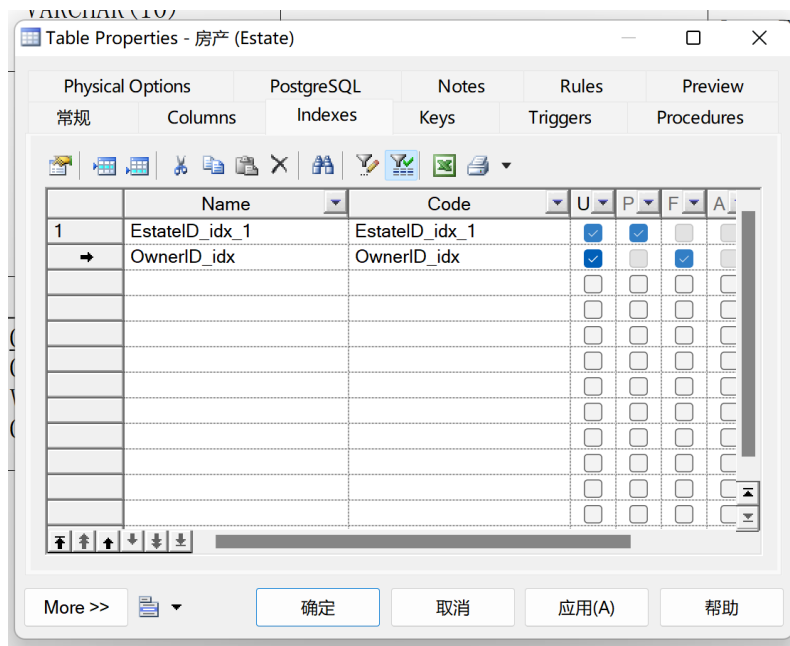 VARCHAR(10)
Table Properties - 房产 (Estate)
Physical Options PostgreSQL Notes Rules Preview
常规 Columns Indexes Keys Triggers Procedures
Name Code U P F A
1 EstateID_idx_1 EstateID_idx_1
OwnerID_idx OwnerID_idx
More >> 确定 取消 应用(A) 帮助